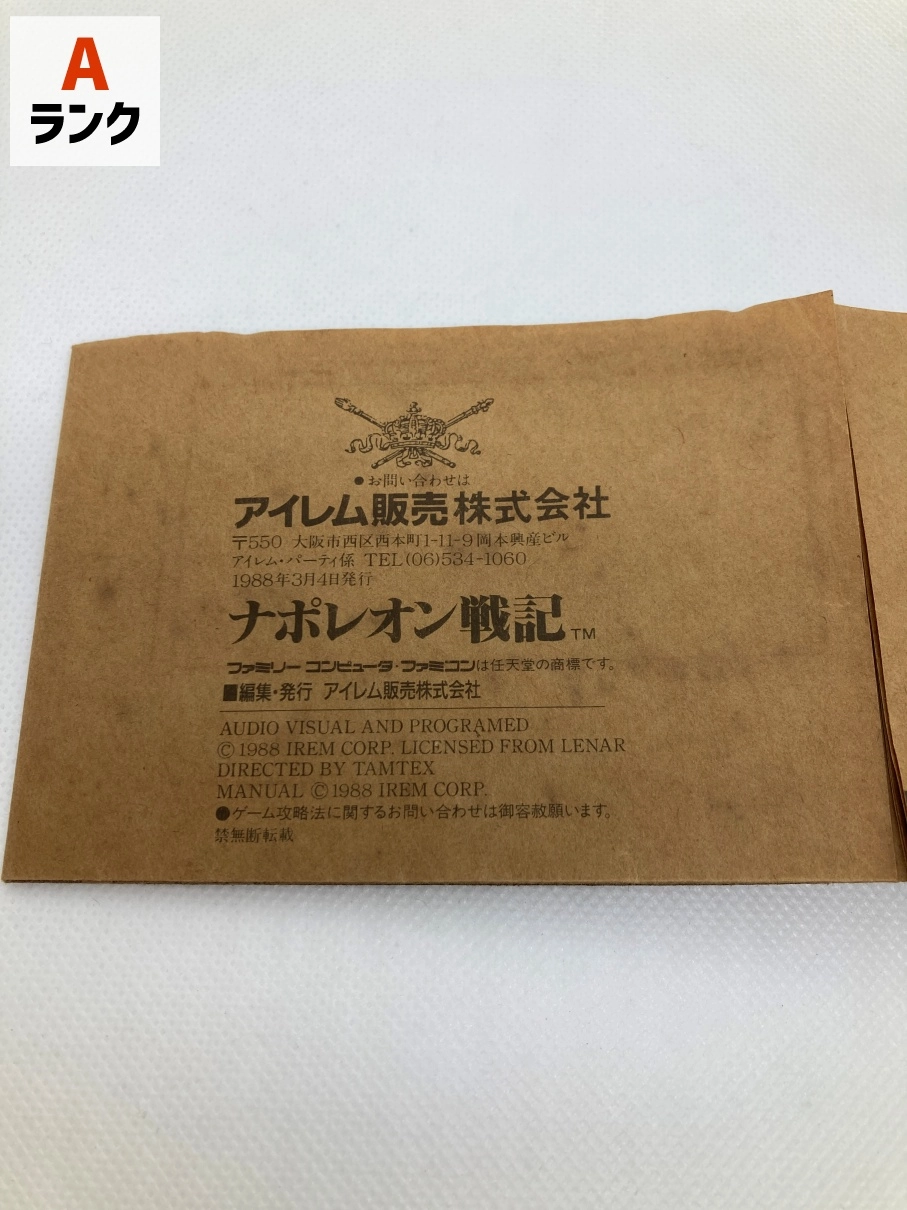 A
ランク
●お問い合わせは
アイレム販売株式会社
〒550 大阪市西区西本町1-11-9岡本興産ビル
アイレム・パーティ係 TEL(06)534-1060
1988年3月4日発行
ナポレオン戦記TM
ファミリーコンピュータ・ファミコンは任天堂の商標です。
■編集・発行 アイレム販売株式会社
AUDIO VISUAL AND PROGRAMED
©1988 IREM CORP. LICENSED FROM LENAR
DIRECTED BY TAMTEX
MANUAL ©1988 IREM CORP.
●ゲーム攻略法に関するお問い合わせは御容赦願います。
禁無断転載